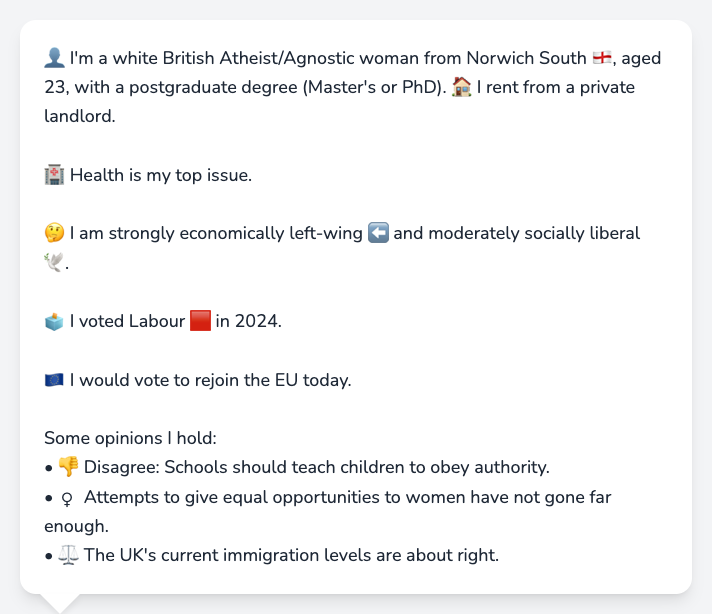 👤 I'm a white British Atheist/Agnostic woman from Norwich South 🏴󠁧󠁢󠁥󠁮󠁧󠁿, aged
23, with a postgraduate degree (Master's or PhD). 🏠 I rent from a private
landlord.
🏥 Health is my top issue.
🤔 I am strongly economically left-wing ⬅️ and moderately socially liberal
🕊️.
🗳️ I voted Labour 🟥 in 2024.
🇪🇺 I would vote to rejoin the EU today.
Some opinions I hold:
• 👎 Disagree: Schools should teach children to obey authority.
• ♀ Attempts to give equal opportunities to women have not gone far
enough.
• ⚖️ The UK's current immigration levels are about right.